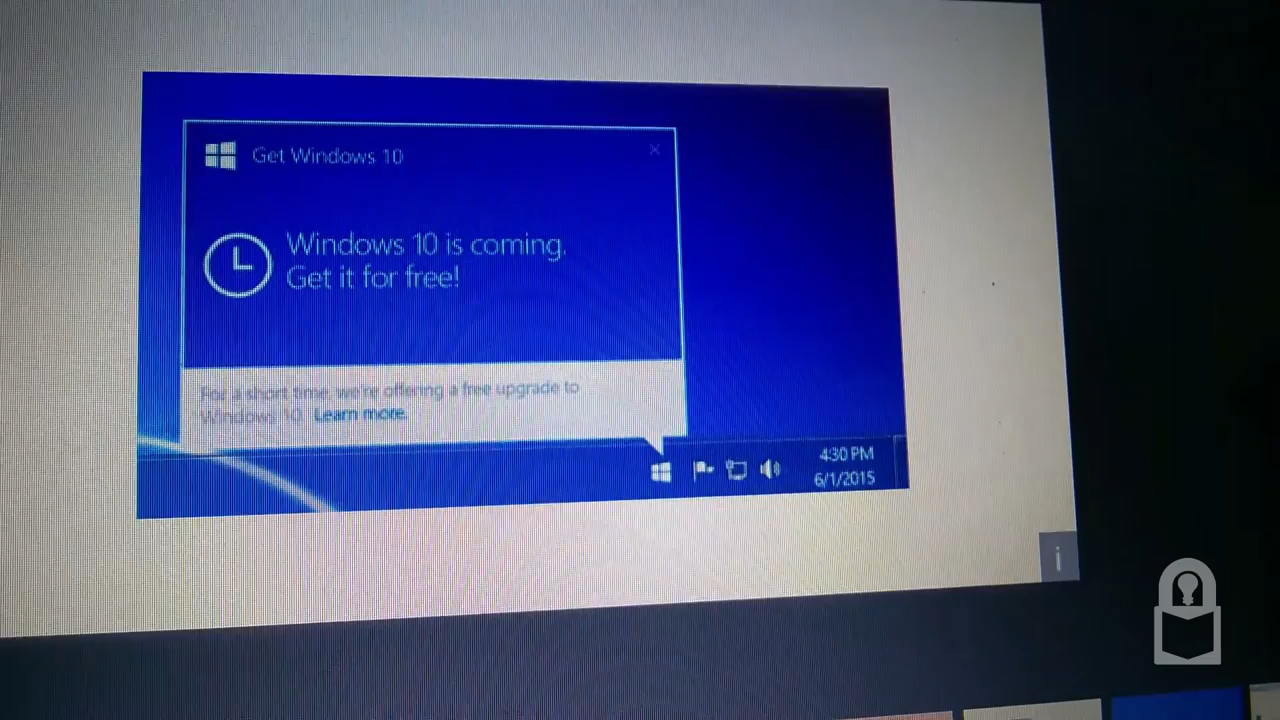 Get Windows 10
Windows 10 is coming.
Get it for free!
For a short time, we're offering a free upgrade to
Windows 10. Learn more.
4:30 PM
6/1/2015
i